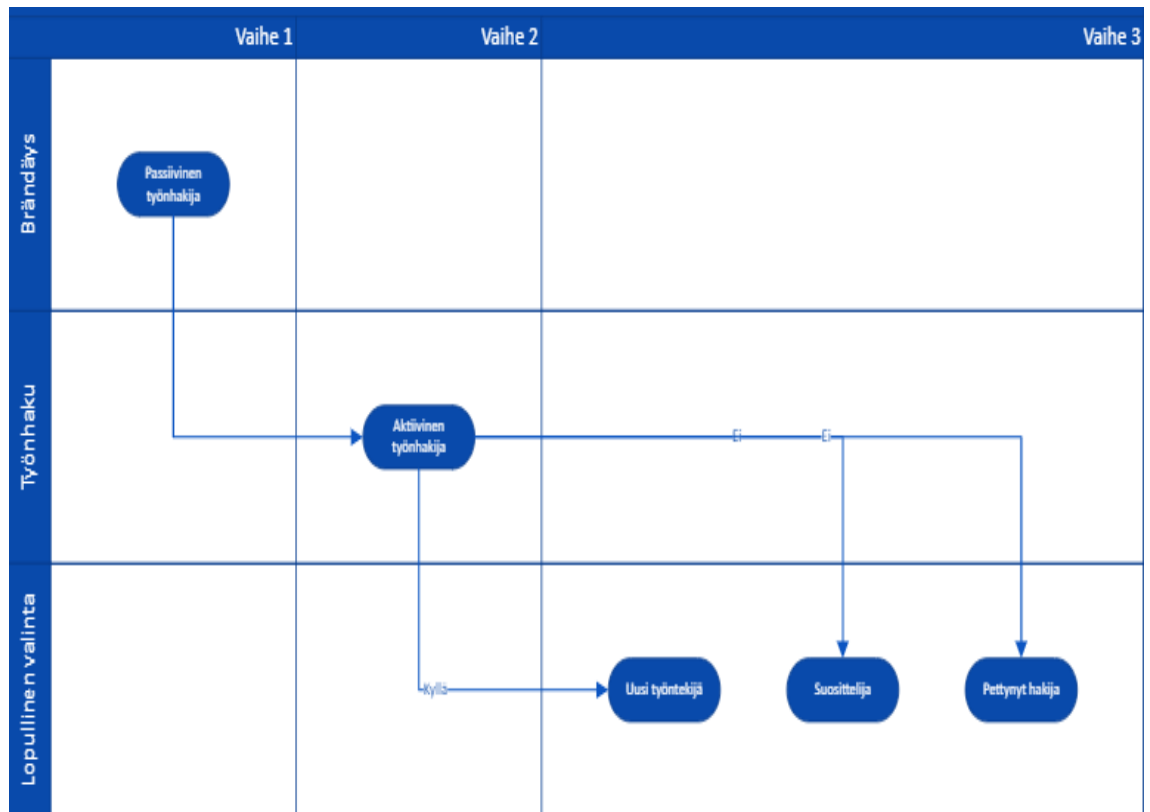 Vaihe 1
Vaihe 2
Vaihe 3
Brändäys
Passiivinen
työnhakija
Työnhaku
Aktiivinen
työnhakija
Ei
Ei
Lopullinen valinta
Kyllä
Uusi työntekijä
Suosittelija
Pettynyt hakija